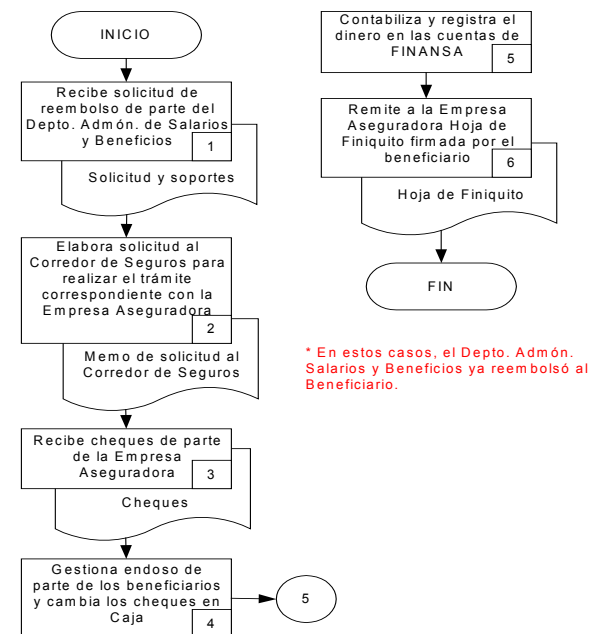 INICIO
Recibe solicitud de
reembolso de parte del
Depto. Admón. de Salarios
y Beneficios
1
Solicitud y soportes
Elabora solicitud al
Corredor de Seguros para
realizar el trámite
correspondiente con la
Empresa Aseguradora
2
Memo de solicitud al
Corredor de Seguros
Recibe cheques de parte
de la Empresa
Aseguradora
3
Cheques
Gestiona endoso de
parte de los beneficiarios
y cambia los cheques en
Caja
4
5
Contabiliza y registra el
dinero en las cuentas de
FINANSA
5
Remite a la Empresa
Aseguradora Hoja de
Finiquito firmada por el
beneficiario
6
Hoja de Finiquito
FIN
* En estos casos, el Depto. Admón.
Salarios y Beneficios ya reembolsó al
Beneficiario.